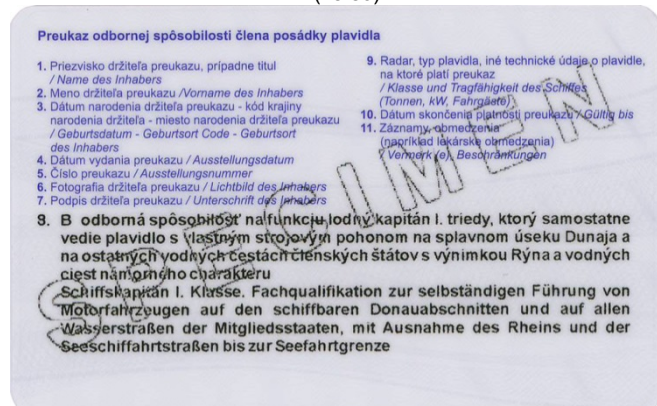 Preukaz odbornej spôsobilosti člena posádky plavidla
1. Priezvisko držiteľa preukazu, prípadne titul
/ Name des Inhabers
2. Meno držiteľa preukazu /Vorname des Inhabers
3. Dátum narodenia držiteľa preukazu - kód krajiny
narodenia držiteľa - miesto narodenia držiteľa preukazu
/ Geburtsdatum - Geburtsort Code - Geburtsort
des Inhabers
4. Dátum vydania preukazu / Ausstellungsdatum
5. Číslo preukazu / Ausstellungsnummer
6. Fotografia držiteľa preukazu / Lichtbild des Inhabers
7. Podpis držiteľa preukazu / Unterschrift des Inhabers
9. Radar, typ plavidla, iné technické údaje o plavidle,
na ktoré platí preukaz
/ Klasse und Tragfähigkeit des Schiffes
(Tonnen, kW, Fahrgäste)
10. Dátum skončenia platnosti preukazu / Gültig bis
11. Záznamy, obmedzenia
(napríklad lekárske obmedzenia)
/ Vermerk (e), Beschränkungen
8. B odborná spôsobilosť na funkciu lodný kapitán I. triedy, ktorý samostatne
vedie plavidlo s vlastným strojovým pohonom na splavnom úseku Dunaja a
na ostatných vodných cestách členských štátov s výnimkou Rýna a vodných
ciest námorného charakteru
Schiffskapitän I. Klasse. Fachqualifikation zur selbständigen Führung von
Motorfahrzeugen auf den schiffbaren Donauabschnitten und auf allen
Wasserstraßen der Mitgliedsstaaten, mit Ausnahme des Rheins und der
Seeschiffahrtstraßen bis zur Seefahrtgrenze
SPECIMEN